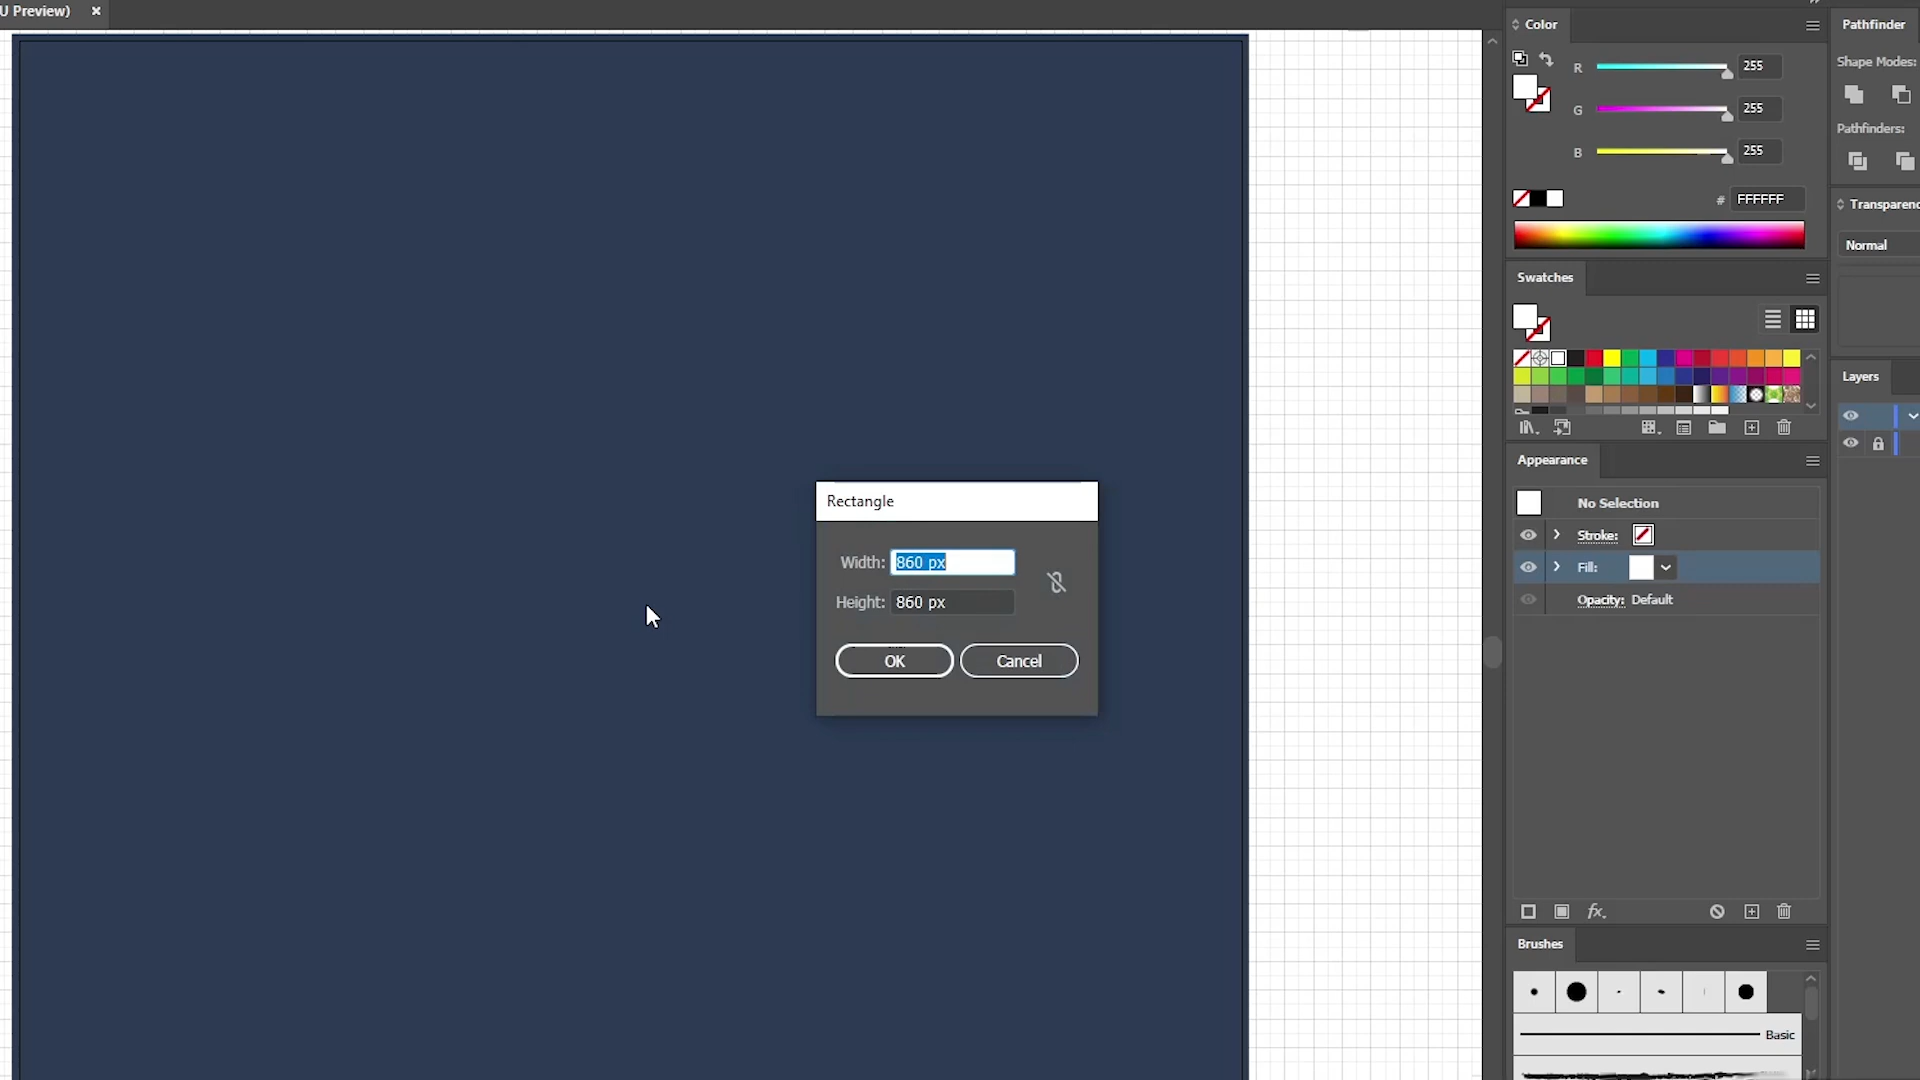 U Preview)
Color
R 255
G 255
B 255
# FFFFFF
Swatches
Appearance
No Selection
Stroke:
Fill:
Opacity: Default
fx.
Brushes
Basic
Pathfinder
Shape Modes:
Pathfinders:
Transparenc
Normal
Layers
Rectangle
Width: 860 px
Height: 860 px
OK
Cancel